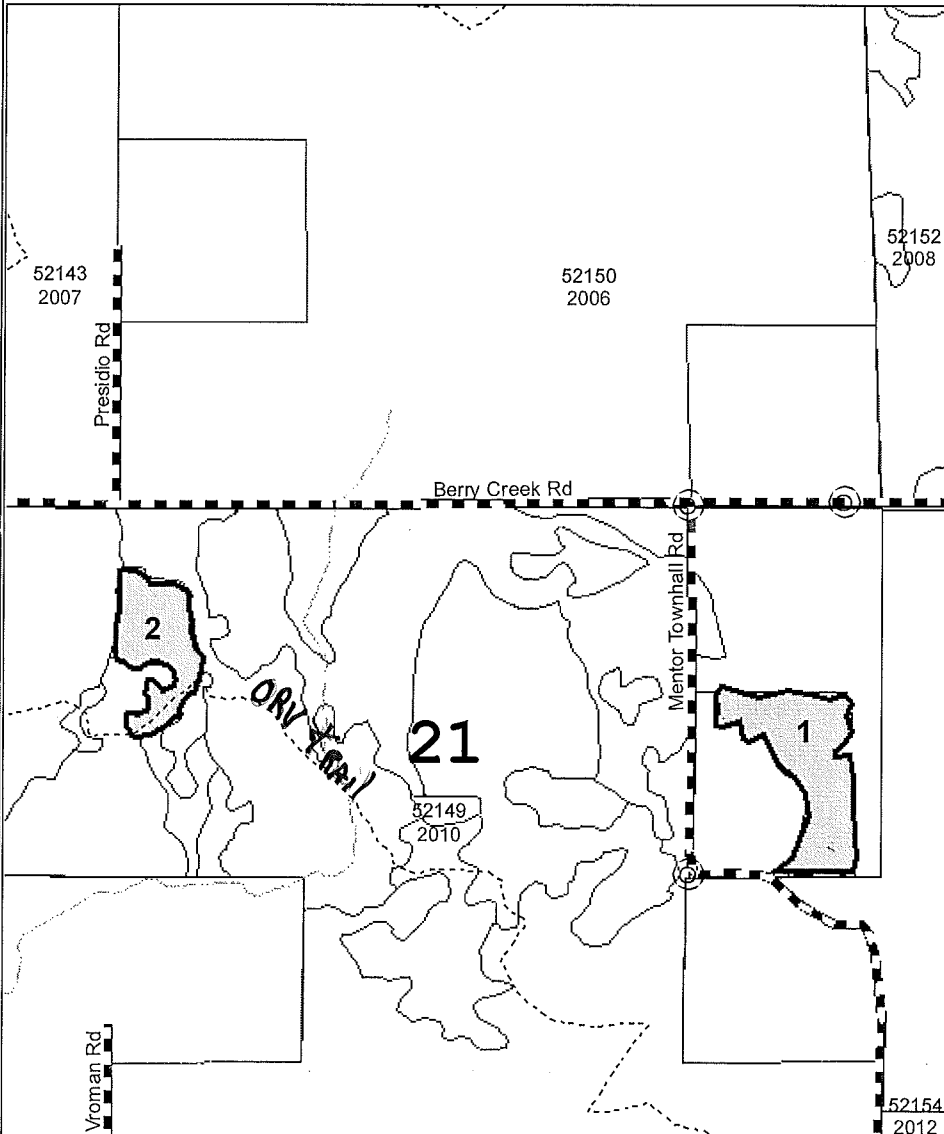 52152
2008
52143
2007
52150
2006
Presidio Rd
Berry Creek Rd
Mentor Townhall Rd
2
ORV TRAIL
1
21
52149
2010
Vroman Rd
52154
2012